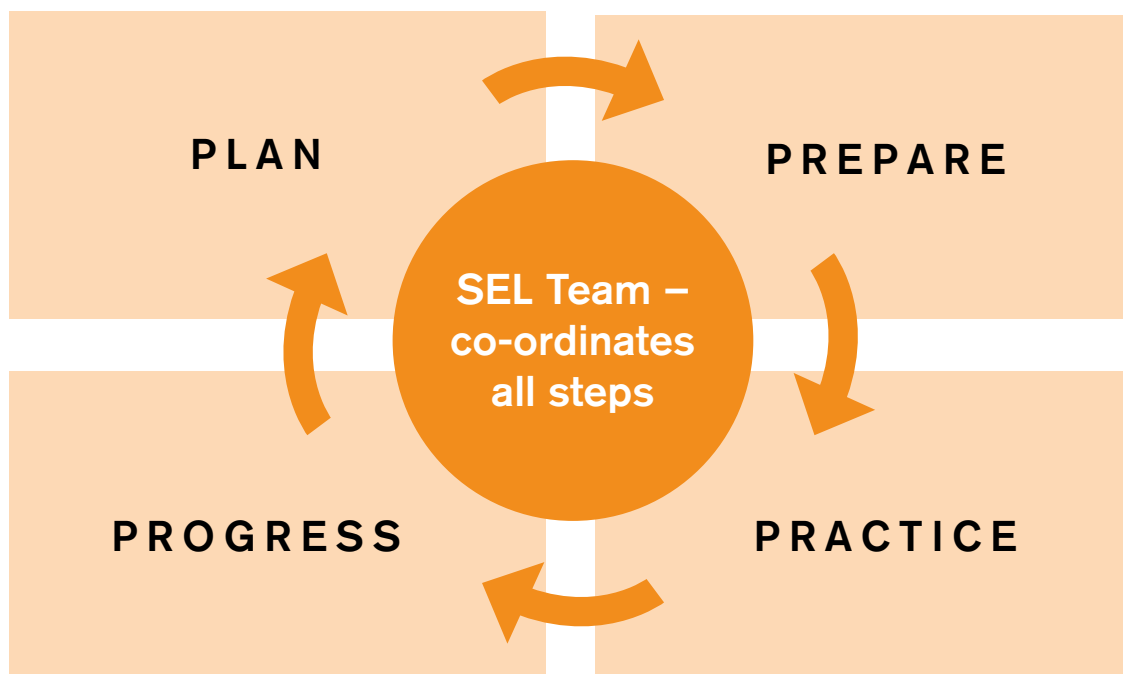 PLAN
PREPARE
SEL Team –
co-ordinates
all steps
PROGRESS
PRACTICE